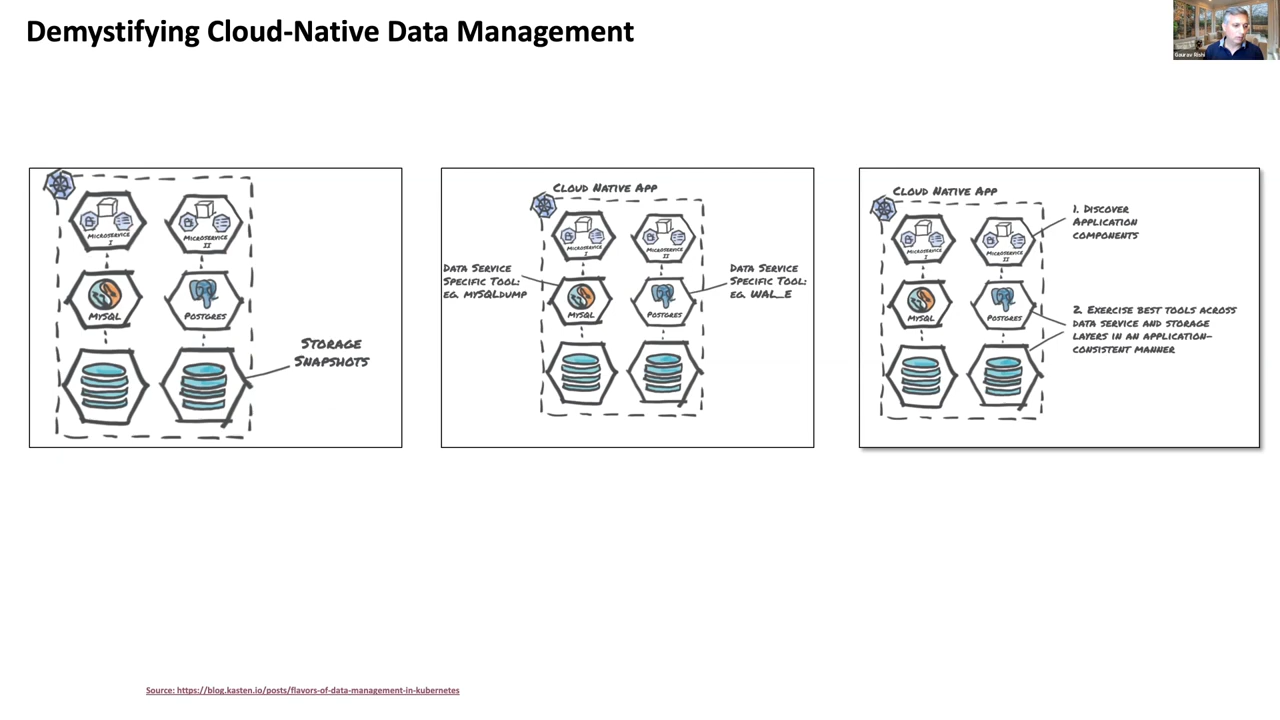 Demystifying Cloud-Native Data Management
Gaurav Rishi
Microservice
I
Microservice
II
MySQL
Postgres
Storage
Snapshots
Cloud Native App
Microservice
I
Microservice
II
Data Service
Specific Tool:
eg. mySQLdump
MySQL
Postgres
Data Service
Specific Tool:
eg. WAL_E
Cloud Native App
Microservice
I
Microservice
II
1. Discover
Application
components
MySQL
Postgres
2. Exercise best tools across
data service and storage
layers in an application-
consistent manner
Source: https://blog.kasten.io/posts/flavors-of-data-management-in-kubernetes